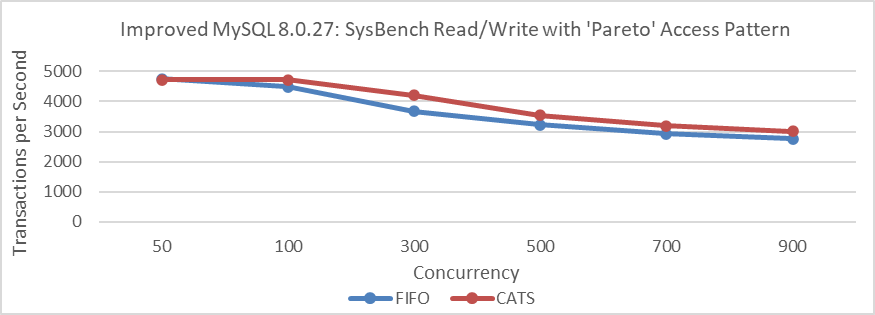 Improved MySQL 8.0.27: SysBench Read/Write with 'Pareto' Access Pattern
Transactions per Second
5000
4000
3000
2000
1000
0
50 100 300 500 700 900
Concurrency
FIFO CATS